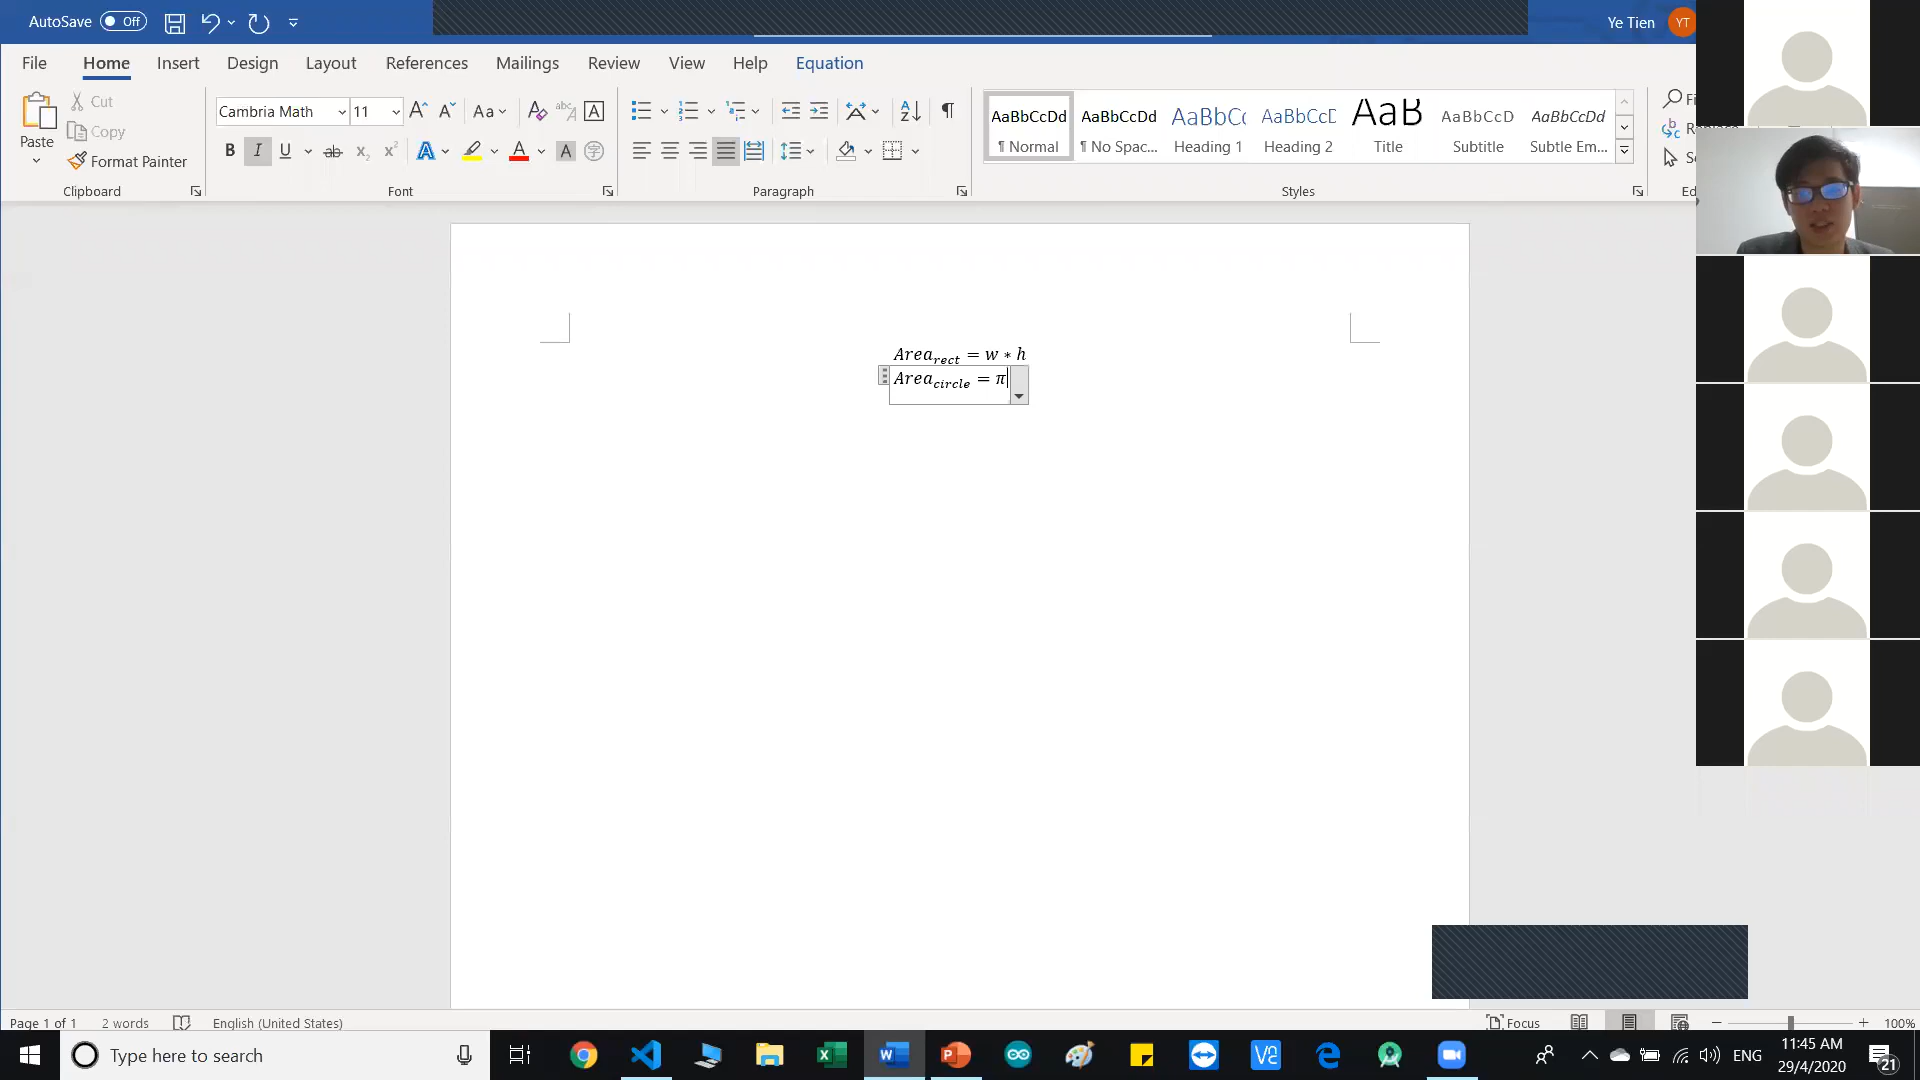 AutoSave Off
Ye Tien YT
File Home Insert Design Layout References Mailings Review View Help Equation
Paste
Cut
Copy
Format Painter
Clipboard
Cambria Math 11
Font
Paragraph
AaBbCcDd AaBbCcDd AaBbCc AaBbCcD AaB AaBbCcD AaBbCcDd
¶ Normal ¶ No Spac... Heading 1 Heading 2 Title Subtitle Subtle Em...
Styles
Area_rect = w ∗ h
Area_circle = π
Page 1 of 1 2 words English (United States)
Focus 100%
Type here to search
ENG
11:45 AM
29/4/2020
21